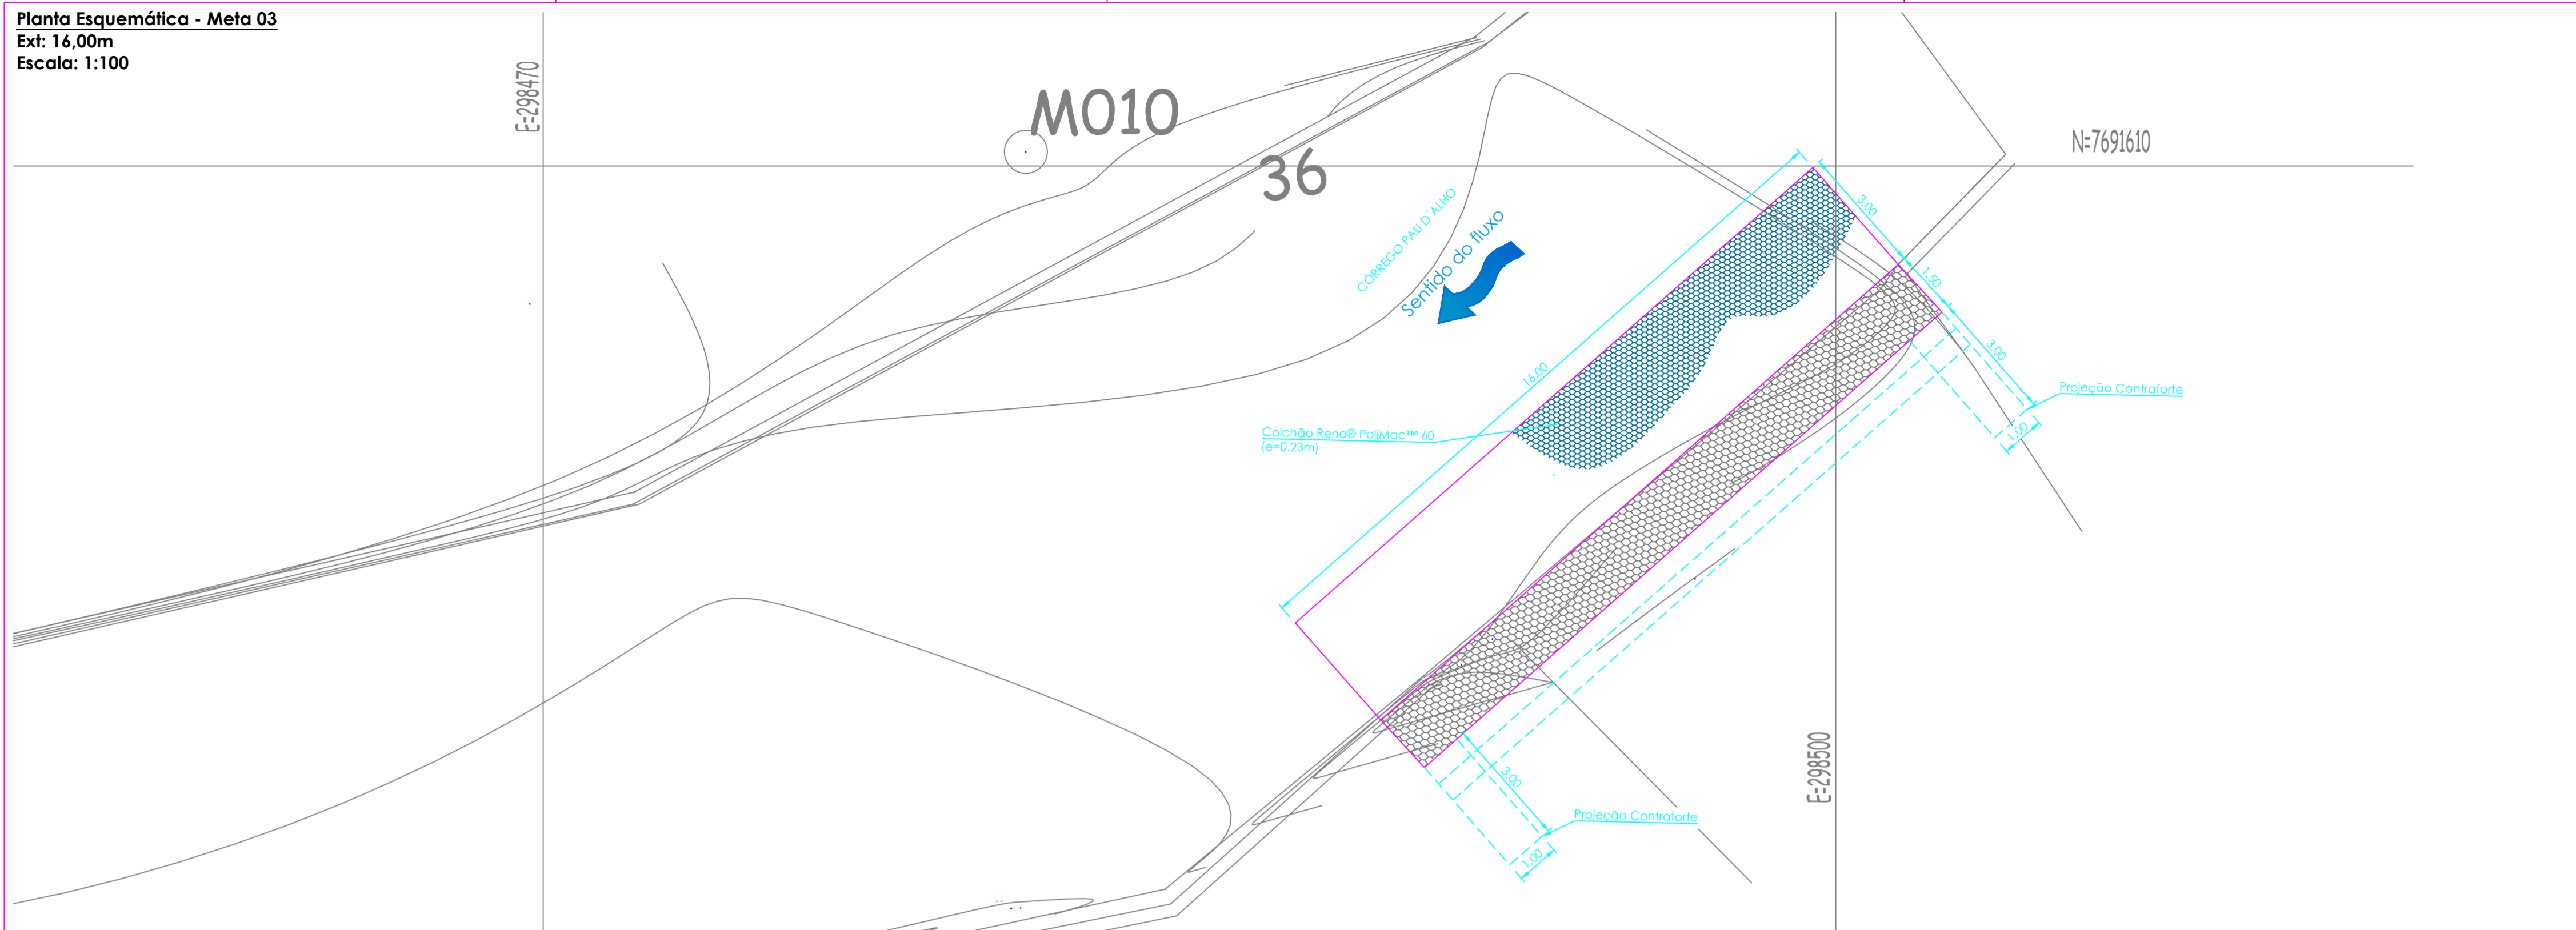 Planta Esquemática - Meta 03
Ext: 16,00m
Escala: 1:100
E=298470
M010
36
N=7691610
CÓRREGO PAU D´ALHO
Sentido do fluxo
3.00
1.50
16.00
3.00
Projeção Contraforte
1.00
Colchão Reno® PoliMac™ 60
(e=0.23m)
E=298500
3.00
Projeção Contraforte
1.00